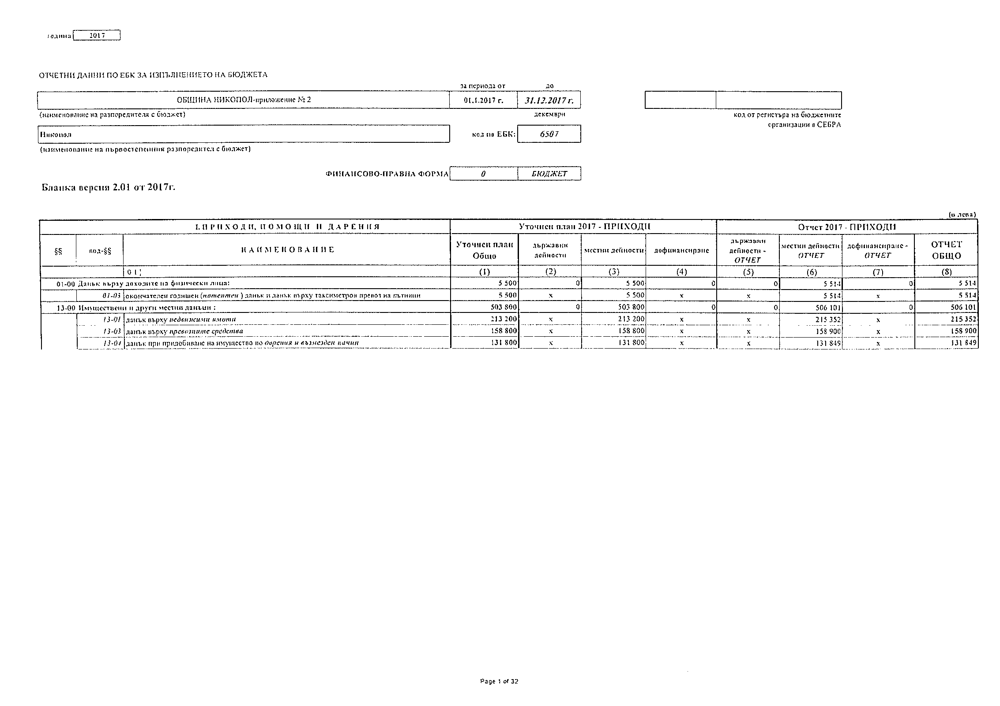 година 2017
ОТЧЕТНИ ДАННИ ПО ЕБК ЗА ИЗПЪЛНЕНИЕТО НА БЮДЖЕТА
за периода от до
ОБЩИНА НИКОПОЛ-приложение № 2 01.1.2017 г. 31.12.2017 г.
(наименование на разпоредителя с бюджет) декември код от регистъра на бюджетните
организации в СЕБРА
Никопол код по ЕБК: 6507
(наименование на първостепенния разпоредител с бюджет)
ФИНАНСОВО-ПРАВНА ФОРМА 0 БЮДЖЕТ
Бланка версия 2.01 от 2017г.
(в лева)
I. П Р И Х О Д И, П О М О Щ И И Д А Р Е Н И Я Уточнен план 2017 - ПРИХОДИ Отчет 2017 - ПРИХОДИ
§§ под-§§ Н А И М Е Н О В А Н И Е Уточнен план Общо държавни дейности местни дейности дофинансиране държавни дейности - ОТЧЕТ местни дейности ОТЧЕТ дофинансиране - ОТЧЕТ ОТЧЕТ ОБЩО
0 1 (1) (2) (3) (4) (5) (6) (7) (8)
01-00 Данък върху доходите на физически лица: 5 500 0 5 500 0 0 5 514 0 5 514
01-03 окончателен годишен (патентен ) данък и данък върху таксиметров превоз на пътници 5 500 x 5 500 x x 5 514 x 5 514
13-00 Имуществени и други местни данъци : 503 800 0 503 800 0 0 506 101 0 506 101
13-01 данък върху недвижими имоти 213 200 x 213 200 x x 215 352 x 215 352
13-03 данък върху превозните средства 158 800 x 158 800 x x 158 900 x 158 900
13-04 данък при придобиване на имущество по дарения и възмезден начин 131 800 x 131 800 x x 131 849 x 131 849
Page 1 of 32